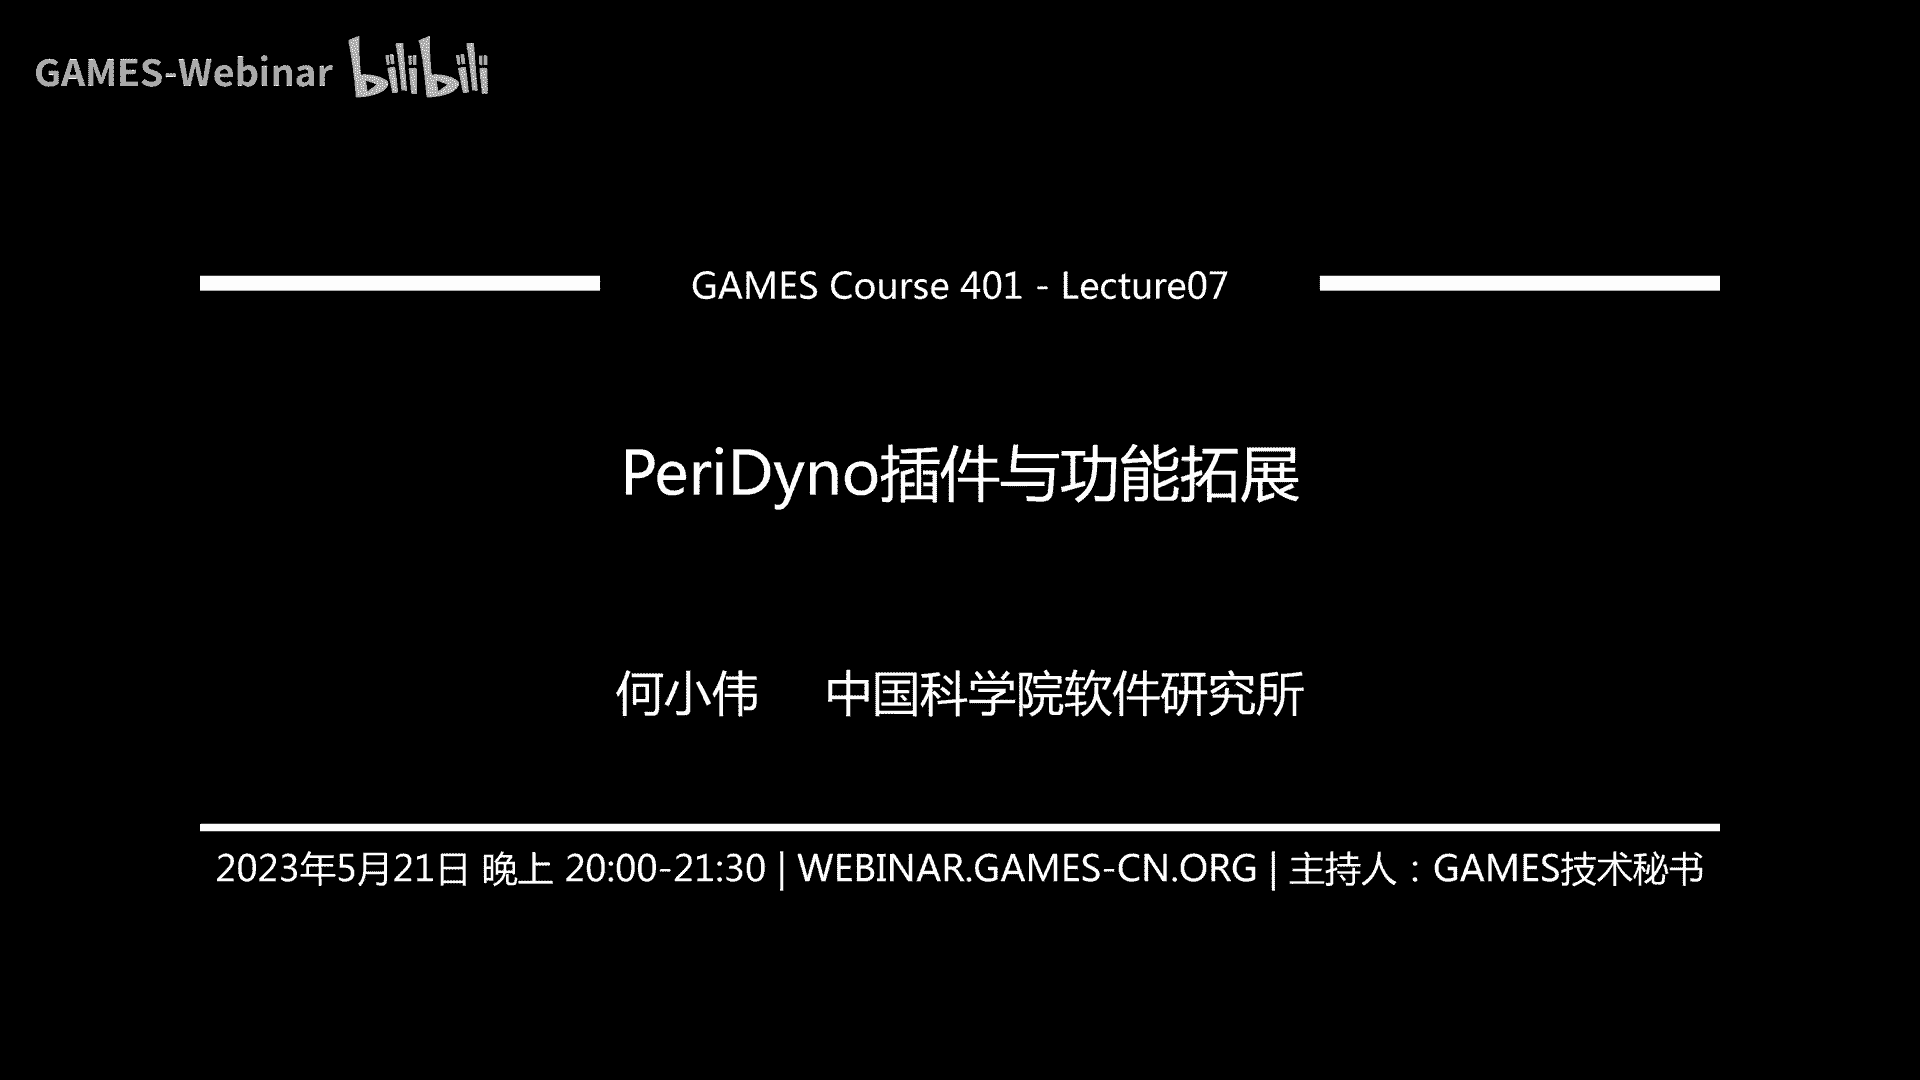 GAMES-Webinar bilibili
GAMES Course 401 - Lecture07
PeriDyno插件与功能拓展
何小伟 中国科学院软件研究所
2023年5月21日 晚上 20:00-21:30 | WEBINAR.GAMES-CN.ORG | 主持人：GAMES技术秘书